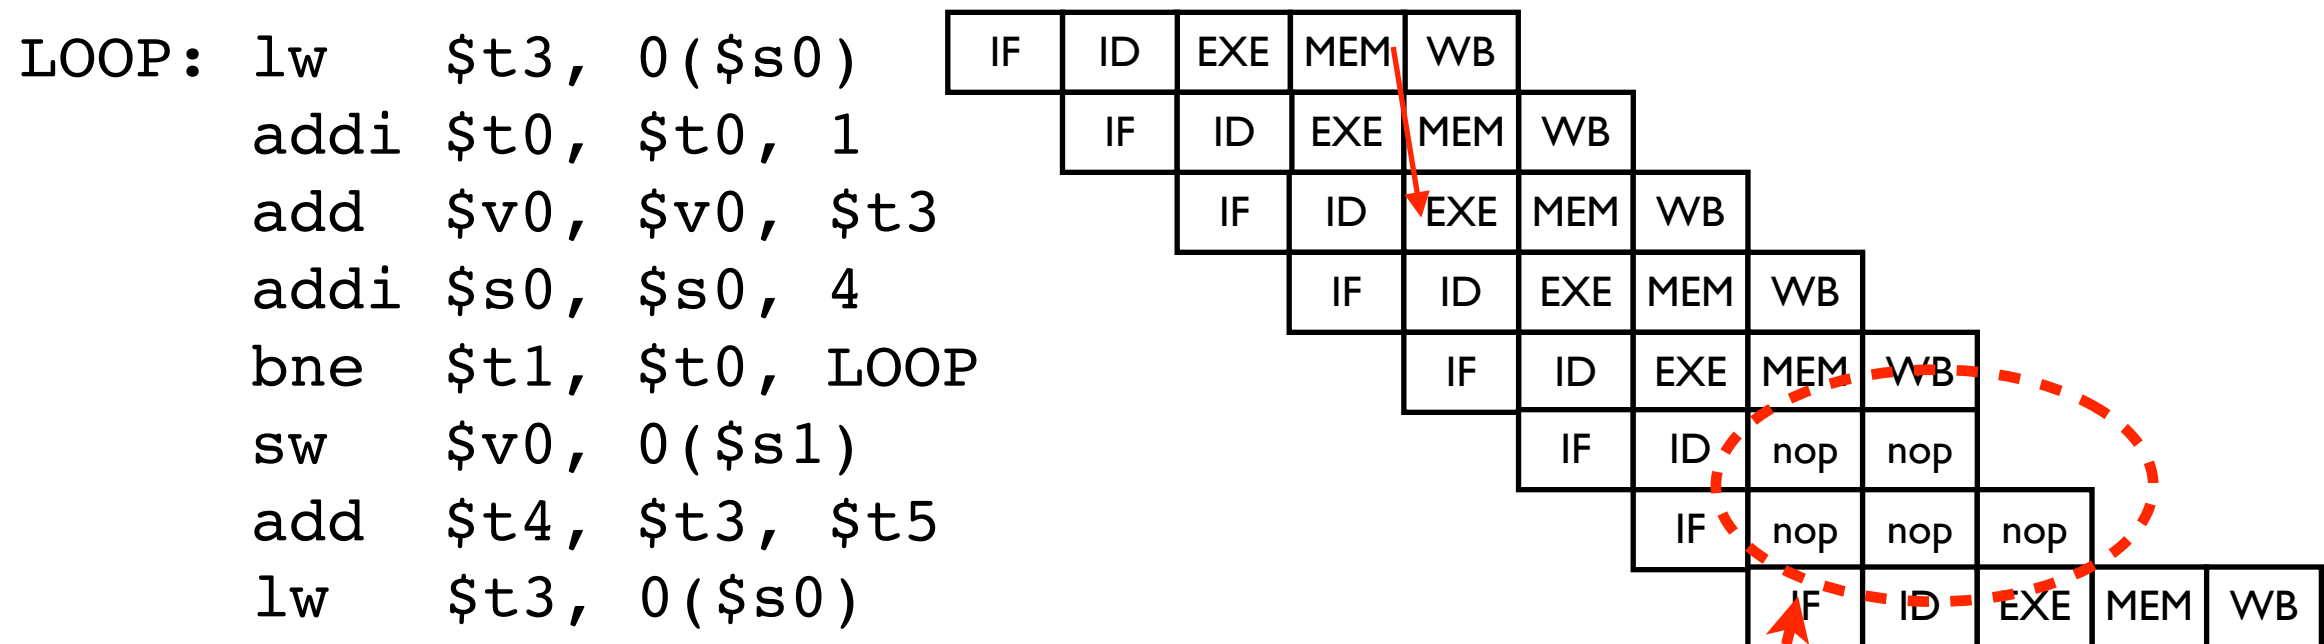 LOOP: lw $t3, 0($s0) IF ID EXE MEM WB
addi $t0, $t0, 1 IF ID EXE MEM WB
add $v0, $v0, $t3 IF ID EXE MEM WB
addi $s0, $s0, 4 IF ID EXE MEM WB
bne $t1, $t0, LOOP IF ID EXE MEM WB
sw $v0, 0($s1) IF ID nop nop
add $t4, $t3, $t5 IF nop nop nop
lw $t3, 0($s0) IF ID EXE MEM WB